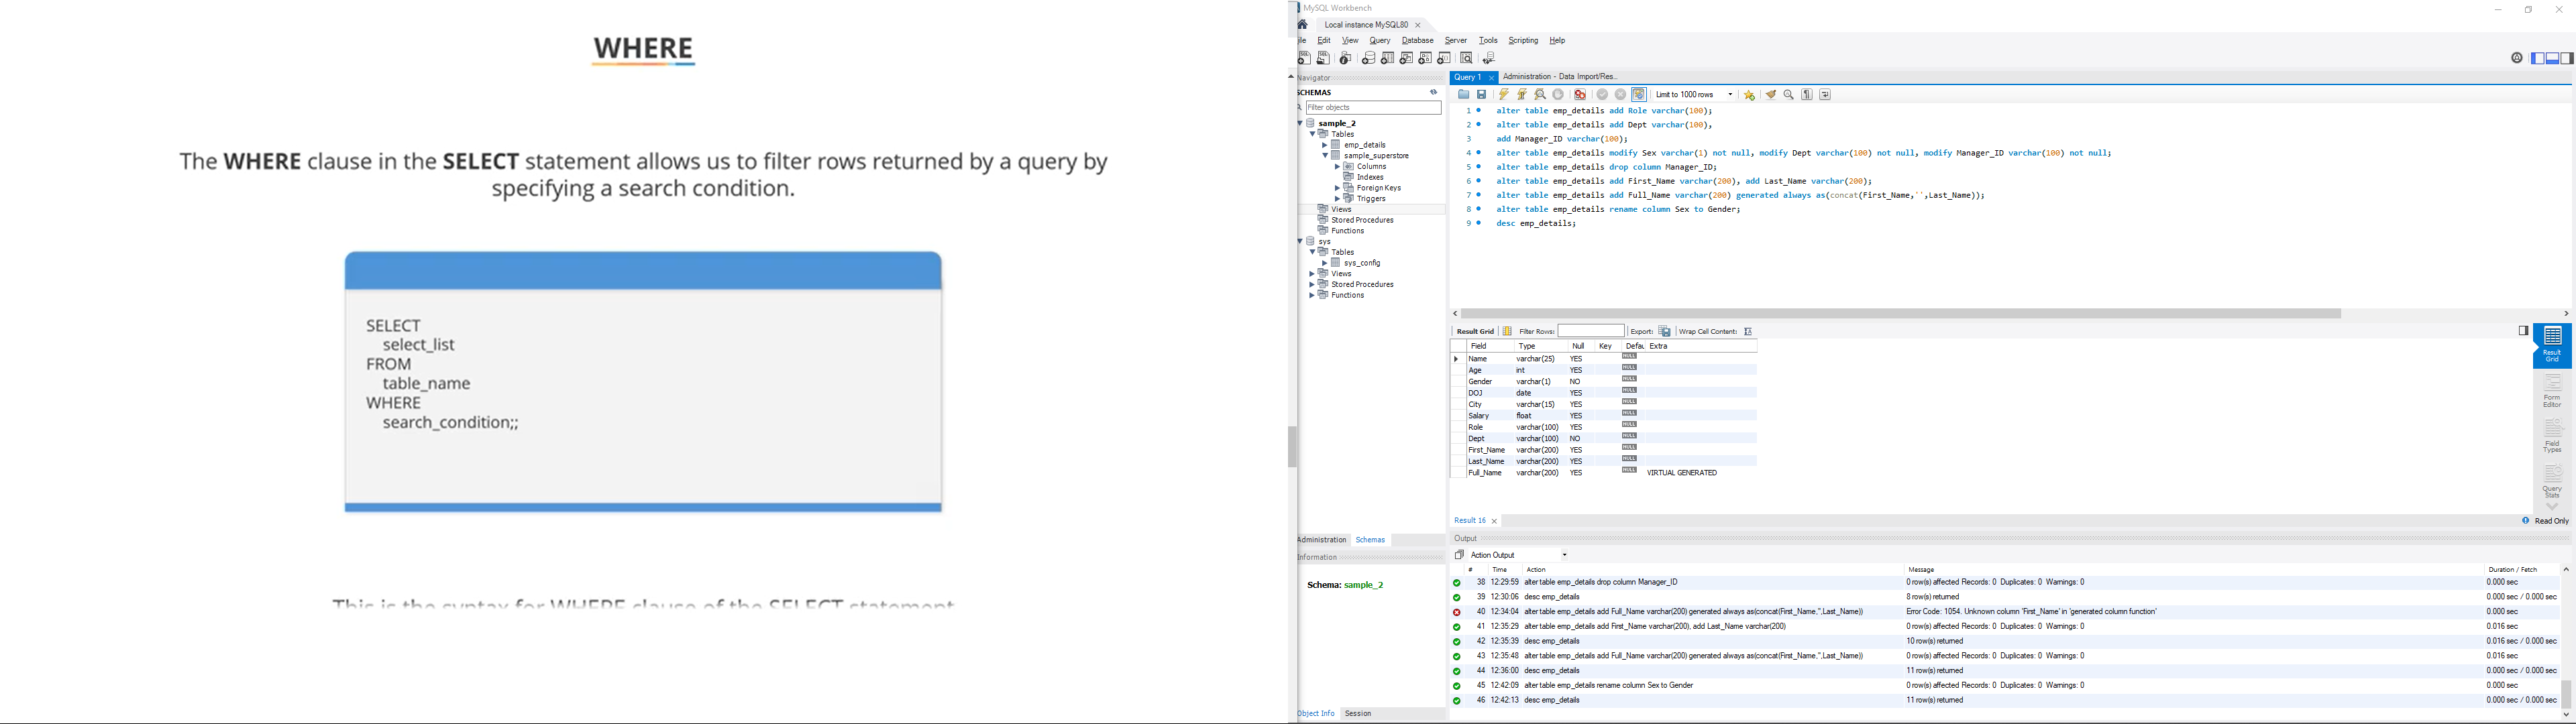 WHERE
The WHERE clause in the SELECT statement allows us to filter rows returned by a query by
specifying a search condition.
SELECT
select_list
FROM
table_name
WHERE
search_condition;;
MySQL Workbench
Local instance MySQL80
Edit View Query Database Server Tools Scripting Help
Navigator
SCHEMAS
Filter objects
sample_2
Tables
emp_details
sample_superstore
Columns
Indexes
Foreign Keys
Triggers
Views
Stored Procedures
Functions
sys
Tables
sys_config
Views
Stored Procedures
Functions
Administration Schemas
Information
Schema: sample_2
Object Info Session
Query 1 Administration - Data Import/Res...
Limit to 1000 rows
1 alter table emp_details add Role varchar(100);
2 alter table emp_details add Dept varchar(100),
3 add Manager_ID varchar(100);
4 alter table emp_details modify Sex varchar(1) not null, modify Dept varchar(100) not null, modify Manager_ID varchar(100) not null;
5 alter table emp_details drop column Manager_ID;
6 alter table emp_details add First_Name varchar(200), add Last_Name varchar(200);
7 alter table emp_details add Full_Name varchar(200) generated always as(concat(First_Name,'',Last_Name));
8 alter table emp_details rename column Sex to Gender;
9 desc emp_details;
Result Grid Filter Rows: Export: Wrap Cell Content:
Field Type Null Key Defau Extra
Name varchar(25) YES NULL
Age int YES NULL
Gender varchar(1) NO NULL
DOJ date YES NULL
City varchar(15) YES NULL
Salary float YES NULL
Role varchar(100) YES NULL
Dept varchar(100) NO NULL
First_Name varchar(200) YES NULL
Last_Name varchar(200) YES NULL
Full_Name varchar(200) YES NULL VIRTUAL GENERATED
Result
Grid
Form
Editor
Field
Types
Query
Stats
Result 16
Read Only
Output
Action Output
# Time Action Message Duration / Fetch
38 12:29:59 alter table emp_details drop column Manager_ID 0 row(s) affected Records: 0 Duplicates: 0 Warnings: 0 0.000 sec
39 12:30:06 desc emp_details 8 row(s) returned 0.000 sec / 0.000 sec
40 12:34:04 alter table emp_details add Full_Name varchar(200) generated always as(concat(First_Name,'',Last_Name)) Error Code: 1054. Unknown column 'First_Name' in 'generated column function' 0.000 sec
41 12:35:29 alter table emp_details add First_Name varchar(200), add Last_Name varchar(200) 0 row(s) affected Records: 0 Duplicates: 0 Warnings: 0 0.016 sec
42 12:35:39 desc emp_details 10 row(s) returned 0.016 sec / 0.000 sec
43 12:35:48 alter table emp_details add Full_Name varchar(200) generated always as(concat(First_Name,'',Last_Name)) 0 row(s) affected Records: 0 Duplicates: 0 Warnings: 0 0.016 sec
44 12:36:00 desc emp_details 11 row(s) returned 0.000 sec / 0.000 sec
45 12:42:09 alter table emp_details rename column Sex to Gender 0 row(s) affected Records: 0 Duplicates: 0 Warnings: 0 0.000 sec
46 12:42:13 desc emp_details 11 row(s) returned 0.000 sec / 0.000 sec
This is the syntax for WHERE clause of the SELECT statement